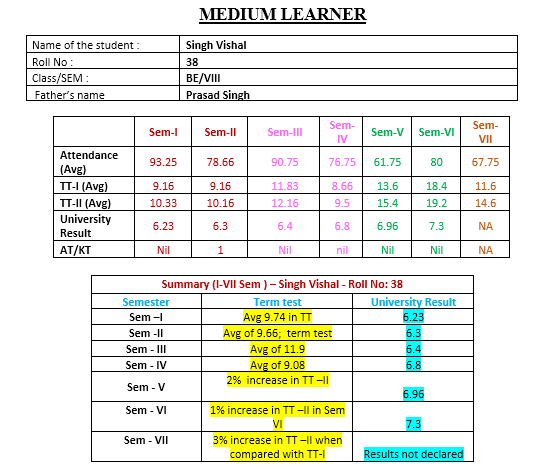 MEDIUM LEARNER
Name of the student : Singh Vishal
Roll No : 38
Class/SEM : BE/VIII
Father's name Prasad Singh
Sem-I Sem-II Sem-III Sem-IV Sem-V Sem-VI Sem-VII
Attendance (Avg) 93.25 78.66 90.75 76.75 61.75 80 67.75
TT-I (Avg) 9.16 9.16 11.83 8.66 13.6 18.4 11.6
TT-II (Avg) 10.33 10.16 12.16 9.5 15.4 19.2 14.6
University Result 6.23 6.3 6.4 6.8 6.96 7.3 NA
AT/KT Nil 1 Nil nil Nil Nil NA
Summary (I-VII Sem ) – Singh Vishal - Roll No: 38
Semester Term test University Result
Sem –I Avg 9.74 in TT 6.23
Sem -II Avg of 9.66; term test 6.3
Sem - III Avg of 11.9 6.4
Sem - IV Avg of 9.08 6.8
Sem - V 2% increase in TT –II 6.96
Sem - VI 1% increase in TT –II in Sem VI 7.3
Sem - VII 3% increase in TT –II when compared with TT-I Results not declared